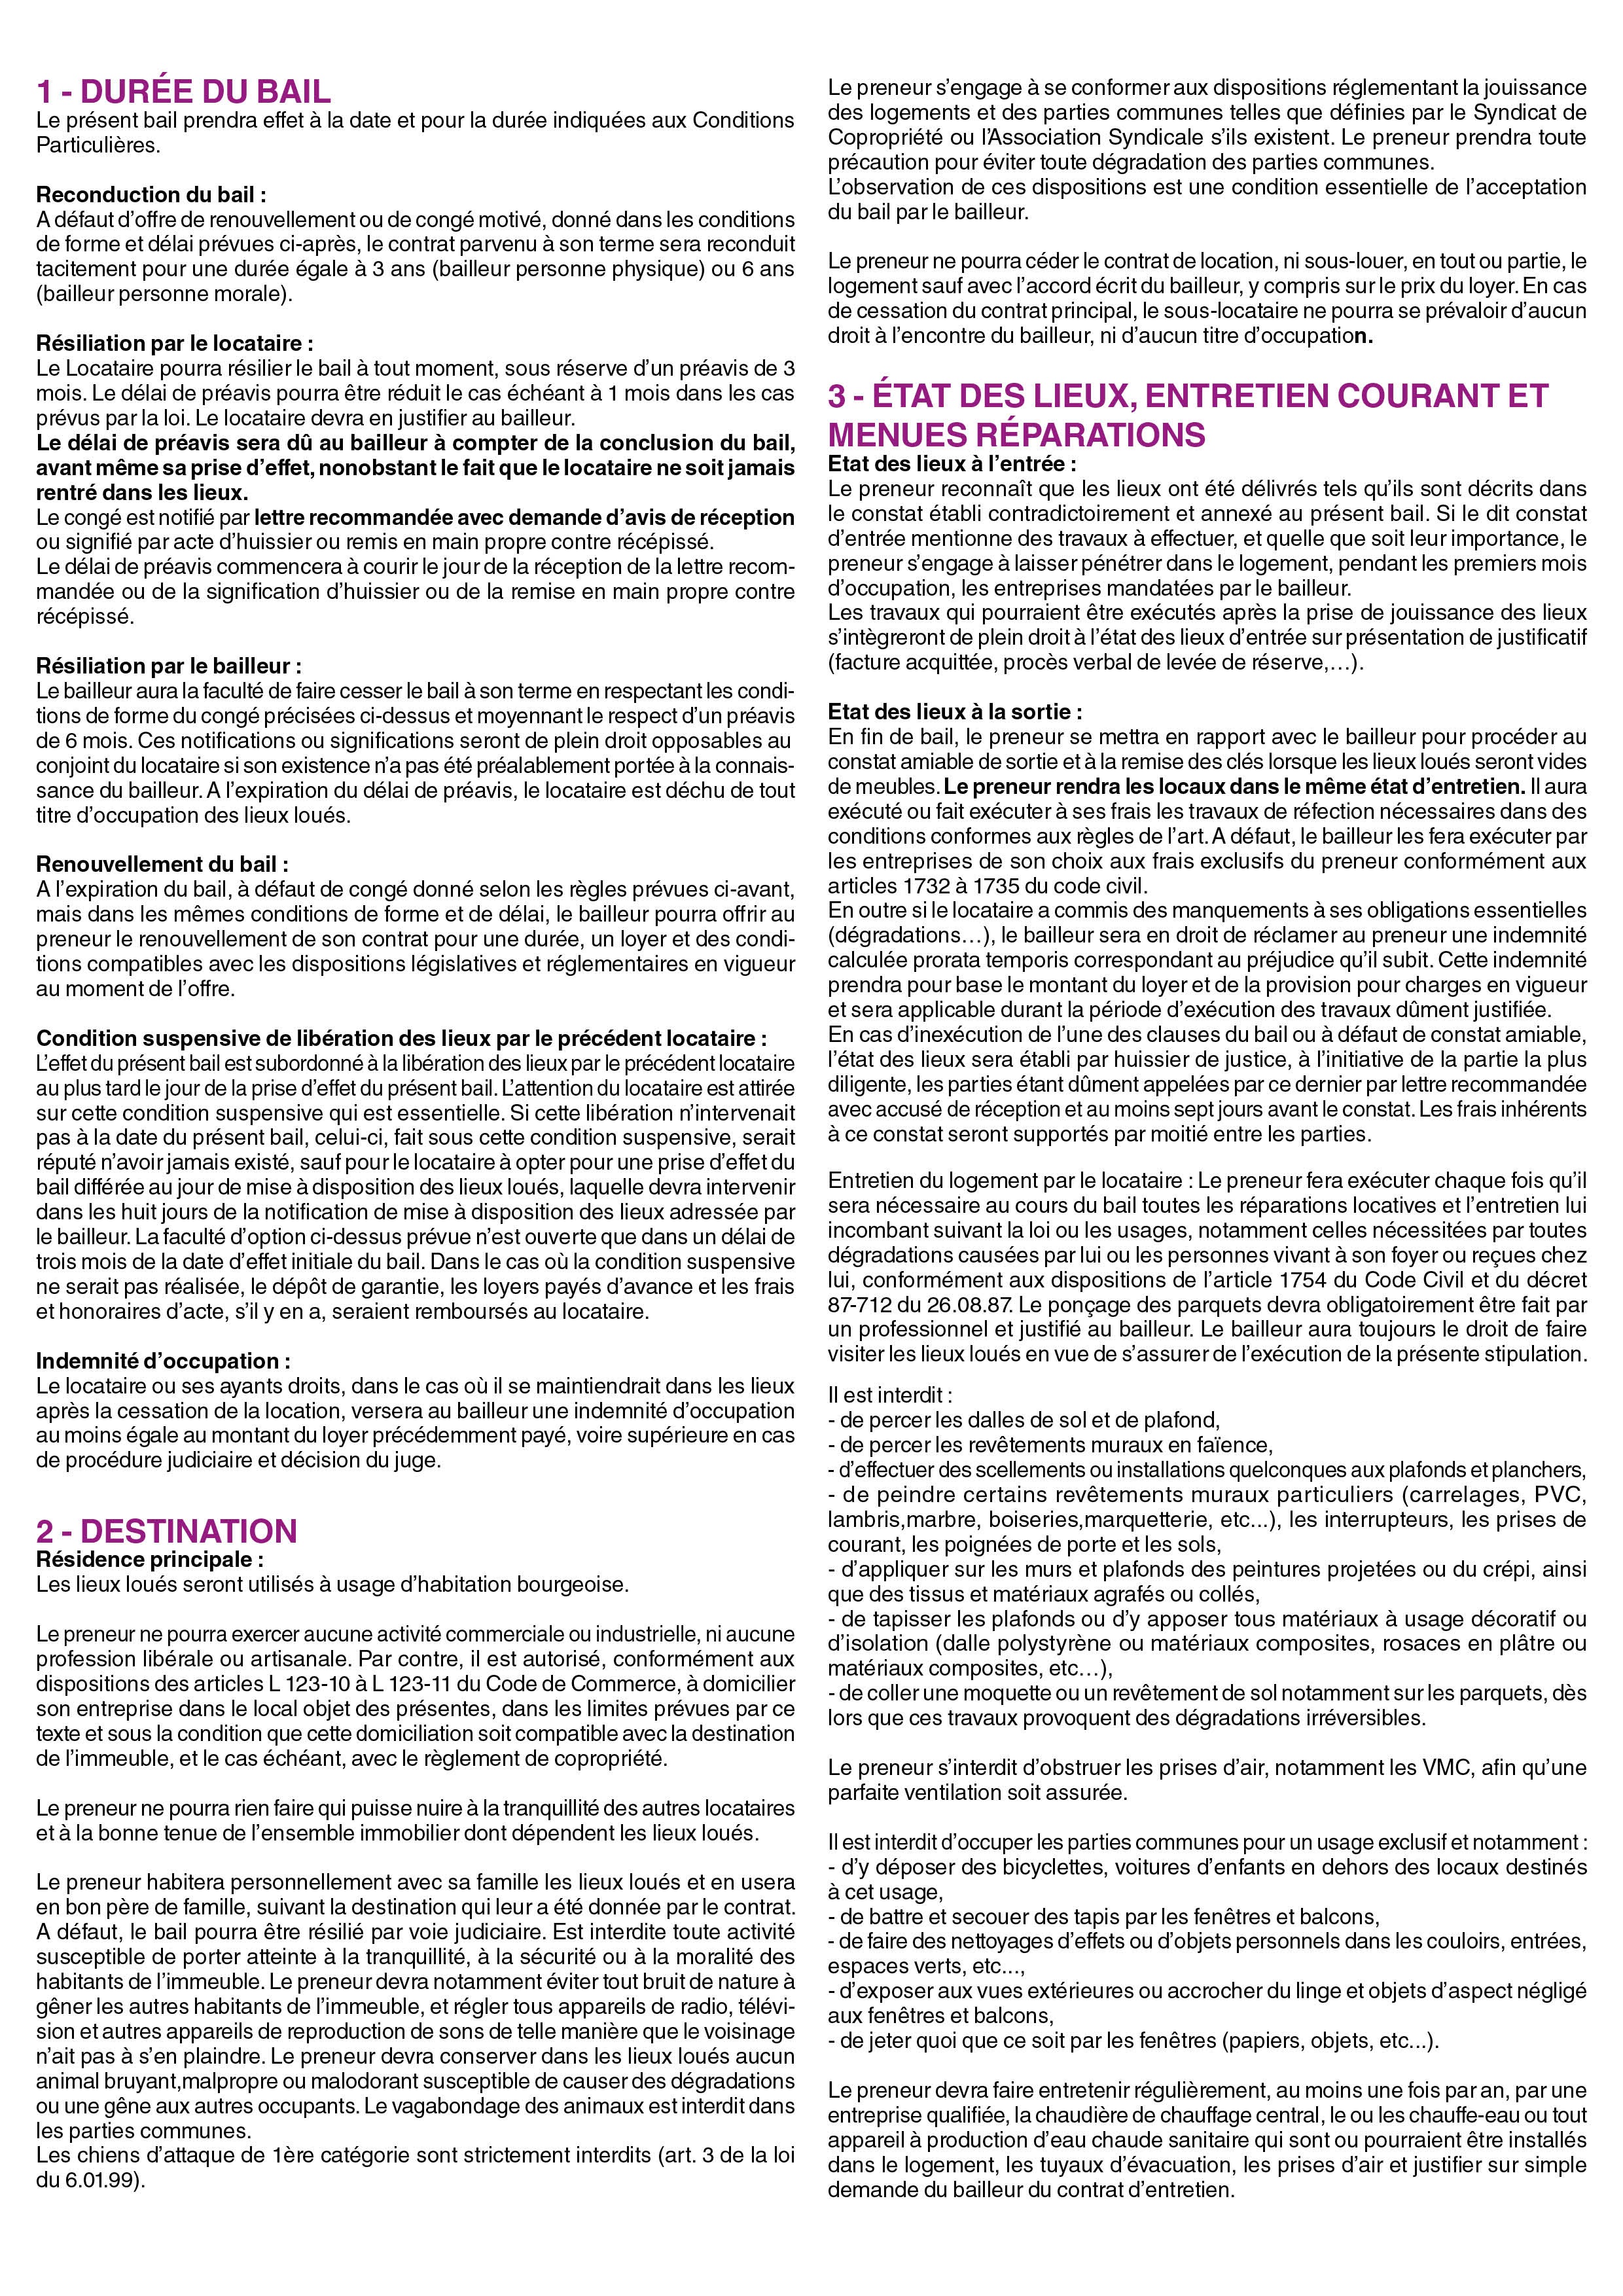 1 - DURÉE DU BAIL
Le présent bail prendra effet à la date et pour la durée indiquées aux Conditions
Particulières.
Reconduction du bail :
A défaut d’offre de renouvellement ou de congé motivé, donné dans les conditions
de forme et délai prévues ci-après, le contrat parvenu à son terme sera reconduit
tacitement pour une durée égale à 3 ans (bailleur personne physique) ou 6 ans
(bailleur personne morale).
Résiliation par le locataire :
Le Locataire pourra résilier le bail à tout moment, sous réserve d’un préavis de 3
mois. Le délai de préavis pourra être réduit le cas échéant à 1 mois dans les cas
prévus par la loi. Le locataire devra en justifier au bailleur.
Le délai de préavis sera dû au bailleur à compter de la conclusion du bail,
avant même sa prise d’effet, nonobstant le fait que le locataire ne soit jamais
rentré dans les lieux.
Le congé est notifié par lettre recommandée avec demande d’avis de réception
ou signifié par acte d’huissier ou remis en main propre contre récépissé.
Le délai de préavis commencera à courir le jour de la réception de la lettre recom-
mandée ou de la signification d’huissier ou de la remise en main propre contre
récépissé.
Résiliation par le bailleur :
Le bailleur aura la faculté de faire cesser le bail à son terme en respectant les condi-
tions de forme du congé précisées ci-dessus et moyennant le respect d’un préavis
de 6 mois. Ces notifications ou significations seront de plein droit opposables au
conjoint du locataire si son existence n’a pas été préalablement portée à la connais-
sance du bailleur. A l’expiration du délai de préavis, le locataire est déchu de tout
titre d’occupation des lieux loués.
Renouvellement du bail :
A l’expiration du bail, à défaut de congé donné selon les règles prévues ci-avant,
mais dans les mêmes conditions de forme et de délai, le bailleur pourra offrir au
preneur le renouvellement de son contrat pour une durée, un loyer et des condi-
tions compatibles avec les dispositions législatives et réglementaires en vigueur
au moment de l’offre.
Condition suspensive de libération des lieux par le précédent locataire :
L’effet du présent bail est subordonné à la libération des lieux par le précédent locataire
au plus tard le jour de la prise d’effet du présent bail. L’attention du locataire est attirée
sur cette condition suspensive qui est essentielle. Si cette libération n’intervenait
pas à la date du présent bail, celui-ci, fait sous cette condition suspensive, serait
réputé n’avoir jamais existé, sauf pour le locataire à opter pour une prise d’effet du
bail différée au jour de mise à disposition des lieux loués, laquelle devra intervenir
dans les huit jours de la notification de mise à disposition des lieux adressée par
le bailleur. La faculté d’option ci-dessus prévue n’est ouverte que dans un délai de
trois mois de la date d’effet initiale du bail. Dans le cas où la condition suspensive
ne serait pas réalisée, le dépôt de garantie, les loyers payés d’avance et les frais
et honoraires d’acte, s’il y en a, seraient remboursés au locataire.
Indemnité d’occupation :
Le locataire ou ses ayants droits, dans le cas où il se maintiendrait dans les lieux
après la cessation de la location, versera au bailleur une indemnité d’occupation
au moins égale au montant du loyer précédemment payé, voire supérieure en cas
de procédure judiciaire et décision du juge.
2 - DESTINATION
Résidence principale :
Les lieux loués seront utilisés à usage d’habitation bourgeoise.
Le preneur ne pourra exercer aucune activité commerciale ou industrielle, ni aucune
profession libérale ou artisanale. Par contre, il est autorisé, conformément aux
dispositions des articles L 123-10 à L 123-11 du Code de Commerce, à domicilier
son entreprise dans le local objet des présentes, dans les limites prévues par ce
texte et sous la condition que cette domiciliation soit compatible avec la destination
de l’immeuble, et le cas échéant, avec le règlement de copropriété.
Le preneur ne pourra rien faire qui puisse nuire à la tranquillité des autres locataires
et à la bonne tenue de l’ensemble immobilier dont dépendent les lieux loués.
Le preneur habitera personnellement avec sa famille les lieux loués et en usera
en bon père de famille, suivant la destination qui leur a été donnée par le contrat.
A défaut, le bail pourra être résilié par voie judiciaire. Est interdite toute activité
susceptible de porter atteinte à la tranquillité, à la sécurité ou à la moralité des
habitants de l’immeuble. Le preneur devra notamment éviter tout bruit de nature à
gêner les autres habitants de l’immeuble, et régler tous appareils de radio, télévi-
sion et autres appareils de reproduction de sons de telle manière que le voisinage
n’ait pas à s’en plaindre. Le preneur devra conserver dans les lieux loués aucun
animal bruyant,malpropre ou malodorant susceptible de causer des dégradations
ou une gêne aux autres occupants. Le vagabondage des animaux est interdit dans
les parties communes.
Les chiens d’attaque de 1ère catégorie sont strictement interdits (art. 3 de la loi
du 6.01.99).
Le preneur s’engage à se conformer aux dispositions réglementant la jouissance
des logements et des parties communes telles que définies par le Syndicat de
Copropriété ou l’Association Syndicale s’ils existent. Le preneur prendra toute
précaution pour éviter toute dégradation des parties communes.
L’observation de ces dispositions est une condition essentielle de l’acceptation
du bail par le bailleur.
Le preneur ne pourra céder le contrat de location, ni sous-louer, en tout ou partie, le
logement sauf avec l’accord écrit du bailleur, y compris sur le prix du loyer. En cas
de cessation du contrat principal, le sous-locataire ne pourra se prévaloir d’aucun
droit à l’encontre du bailleur, ni d’aucun titre d’occupation.
3 - ÉTAT DES LIEUX, ENTRETIEN COURANT ET
MENUES RÉPARATIONS
Etat des lieux à l’entrée :
Le preneur reconnaît que les lieux ont été délivrés tels qu’ils sont décrits dans
le constat établi contradictoirement et annexé au présent bail. Si le dit constat
d’entrée mentionne des travaux à effectuer, et quelle que soit leur importance, le
preneur s’engage à laisser pénétrer dans le logement, pendant les premiers mois
d’occupation, les entreprises mandatées par le bailleur.
Les travaux qui pourraient être exécutés après la prise de jouissance des lieux
s’intègreront de plein droit à l’état des lieux d’entrée sur présentation de justificatif
(facture acquittée, procès verbal de levée de réserve,…).
Etat des lieux à la sortie :
En fin de bail, le preneur se mettra en rapport avec le bailleur pour procéder au
constat amiable de sortie et à la remise des clés lorsque les lieux loués seront vides
de meubles. Le preneur rendra les locaux dans le même état d’entretien. Il aura
exécuté ou fait exécuter à ses frais les travaux de réfection nécessaires dans des
conditions conformes aux règles de l’art. A défaut, le bailleur les fera exécuter par
les entreprises de son choix aux frais exclusifs du preneur conformément aux
articles 1732 à 1735 du code civil.
En outre si le locataire a commis des manquements à ses obligations essentielles
(dégradations…), le bailleur sera en droit de réclamer au preneur une indemnité
calculée prorata temporis correspondant au préjudice qu’il subit. Cette indemnité
prendra pour base le montant du loyer et de la provision pour charges en vigueur
et sera applicable durant la période d’exécution des travaux dûment justifiée.
En cas d’inexécution de l’une des clauses du bail ou à défaut de constat amiable,
l’état des lieux sera établi par huissier de justice, à l’initiative de la partie la plus
diligente, les parties étant dûment appelées par ce dernier par lettre recommandée
avec accusé de réception et au moins sept jours avant le constat. Les frais inhérents
à ce constat seront supportés par moitié entre les parties.
Entretien du logement par le locataire : Le preneur fera exécuter chaque fois qu’il
sera nécessaire au cours du bail toutes les réparations locatives et l’entretien lui
incombant suivant la loi ou les usages, notamment celles nécessitées par toutes
dégradations causées par lui ou les personnes vivant à son foyer ou reçues chez
lui, conformément aux dispositions de l’article 1754 du Code Civil et du décret
87-712 du 26.08.87. Le ponçage des parquets devra obligatoirement être fait par
un professionnel et justifié au bailleur. Le bailleur aura toujours le droit de faire
visiter les lieux loués en vue de s’assurer de l’exécution de la présente stipulation.
Il est interdit :
- de percer les dalles de sol et de plafond,
- de percer les revêtements muraux en faïence,
- d’effectuer des scellements ou installations quelconques aux plafonds et planchers,
- de peindre certains revêtements muraux particuliers (carrelages, PVC,
lambris,marbre, boiseries,marquetterie, etc...), les interrupteurs, les prises de
courant, les poignées de porte et les sols,
- d’appliquer sur les murs et plafonds des peintures projetées ou du crépi, ainsi
que des tissus et matériaux agrafés ou collés,
- de tapisser les plafonds ou d’y apposer tous matériaux à usage décoratif ou
d’isolation (dalle polystyrène ou matériaux composites, rosaces en plâtre ou
matériaux composites, etc…),
- de coller une moquette ou un revêtement de sol notamment sur les parquets, dès
lors que ces travaux provoquent des dégradations irréversibles.
Le preneur s’interdit d’obstruer les prises d’air, notamment les VMC, afin qu’une
parfaite ventilation soit assurée.
Il est interdit d’occuper les parties communes pour un usage exclusif et notamment :
- d’y déposer des bicyclettes, voitures d’enfants en dehors des locaux destinés
à cet usage,
- de battre et secouer des tapis par les fenêtres et balcons,
- de faire des nettoyages d’effets ou d’objets personnels dans les couloirs, entrées,
espaces verts, etc...,
- d’exposer aux vues extérieures ou accrocher du linge et objets d’aspect négligé
aux fenêtres et balcons,
- de jeter quoi que ce soit par les fenêtres (papiers, objets, etc...).
Le preneur devra faire entretenir régulièrement, au moins une fois par an, par une
entreprise qualifiée, la chaudière de chauffage central, le ou les chauffe-eau ou tout
appareil à production d’eau chaude sanitaire qui sont ou pourraient être installés
dans le logement, les tuyaux d’évacuation, les prises d’air et justifier sur simple
demande du bailleur du contrat d’entretien.